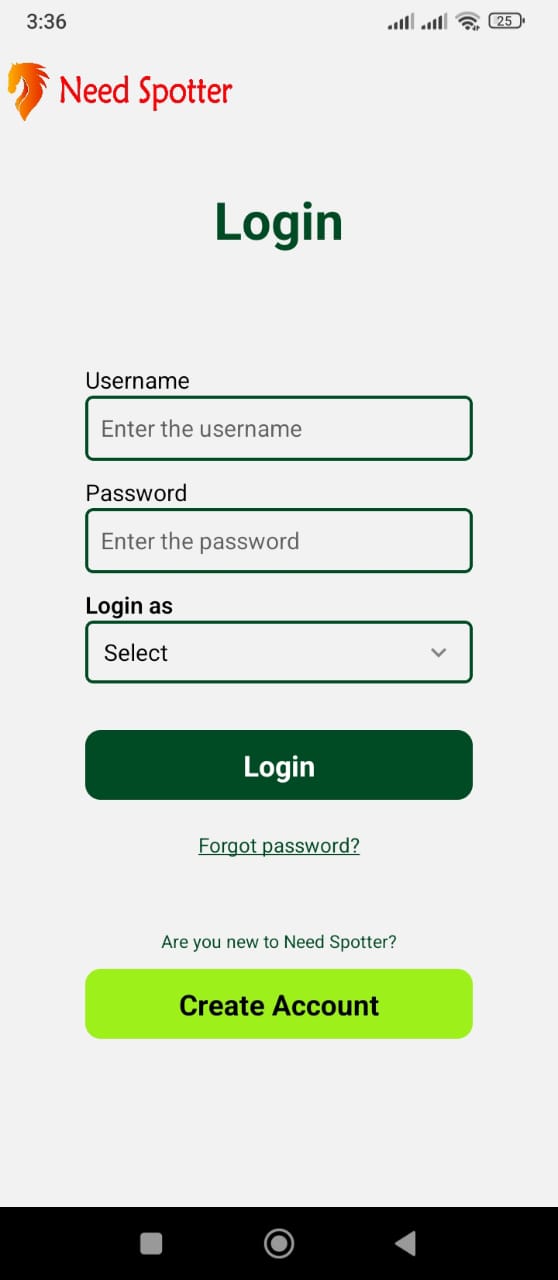 3:36
25
Need Spotter
Login
Username
Enter the username
Password
Enter the password
Login as
Select
Login
Forgot password?
Are you new to Need Spotter?
Create Account